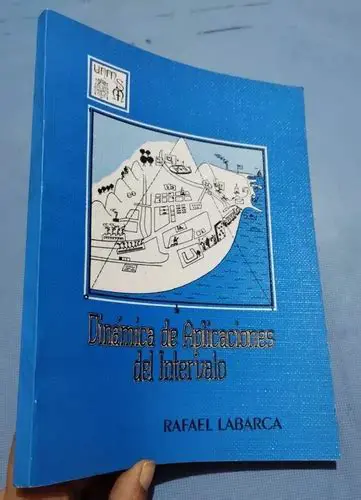 Dinámica de Aplicaciones
del Intervalo
RAFAEL LABARCA